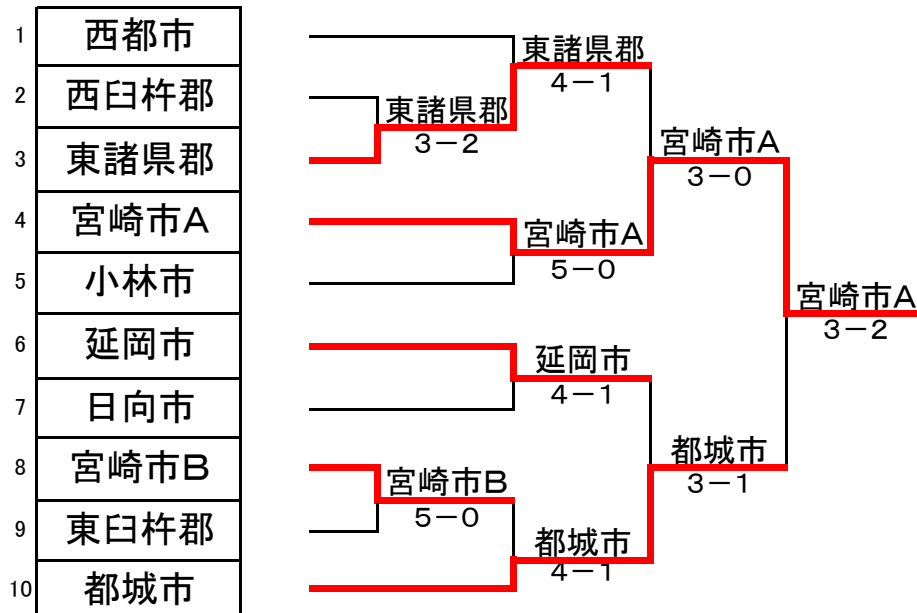 1 西都市
2 西臼杵郡
3 東諸県郡
4 宮崎市A
5 小林市
6 延岡市
7 日向市
8 宮崎市B
9 東臼杵郡
10 都城市
東諸県郡
3－2
宮崎市B
5－0
東諸県郡
4－1
宮崎市A
5－0
延岡市
4－1
都城市
4－1
宮崎市A
3－0
都城市
3－1
宮崎市A
3－2